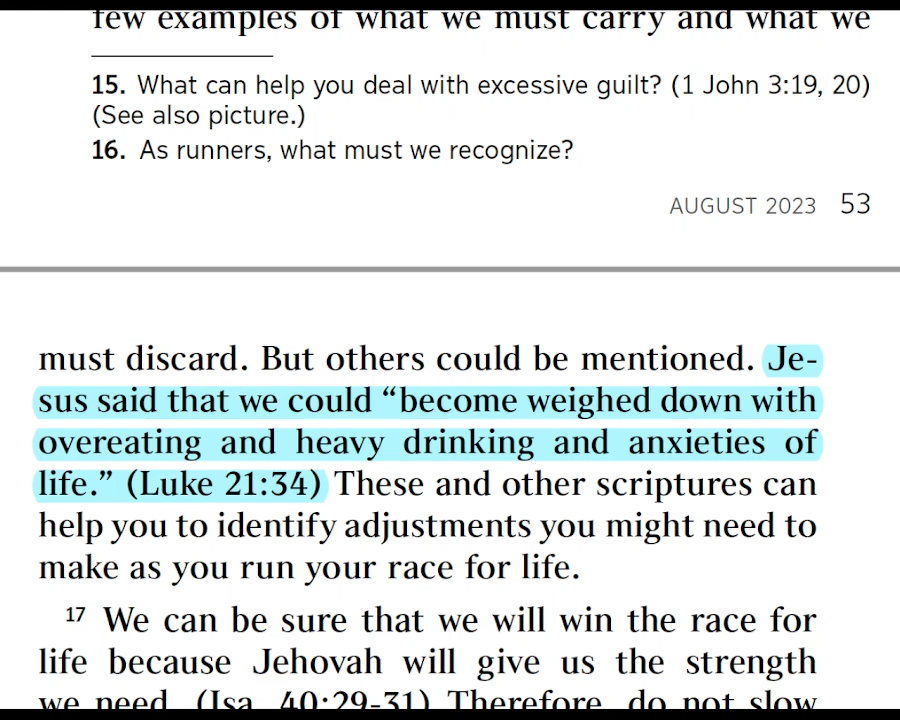 few examples of what we must carry and what we
15. What can help you deal with excessive guilt? (1 John 3:19, 20)
(See also picture.)
16. As runners, what must we recognize?
AUGUST 2023 53
must discard. But others could be mentioned. Je-
sus said that we could “become weighed down with
overeating and heavy drinking and anxieties of
life.” (Luke 21:34) These and other scriptures can
help you to identify adjustments you might need to
make as you run your race for life.
17 We can be sure that we will win the race for
life because Jehovah will give us the strength
we need. (Isa. 40:29-31) Therefore, do not slow